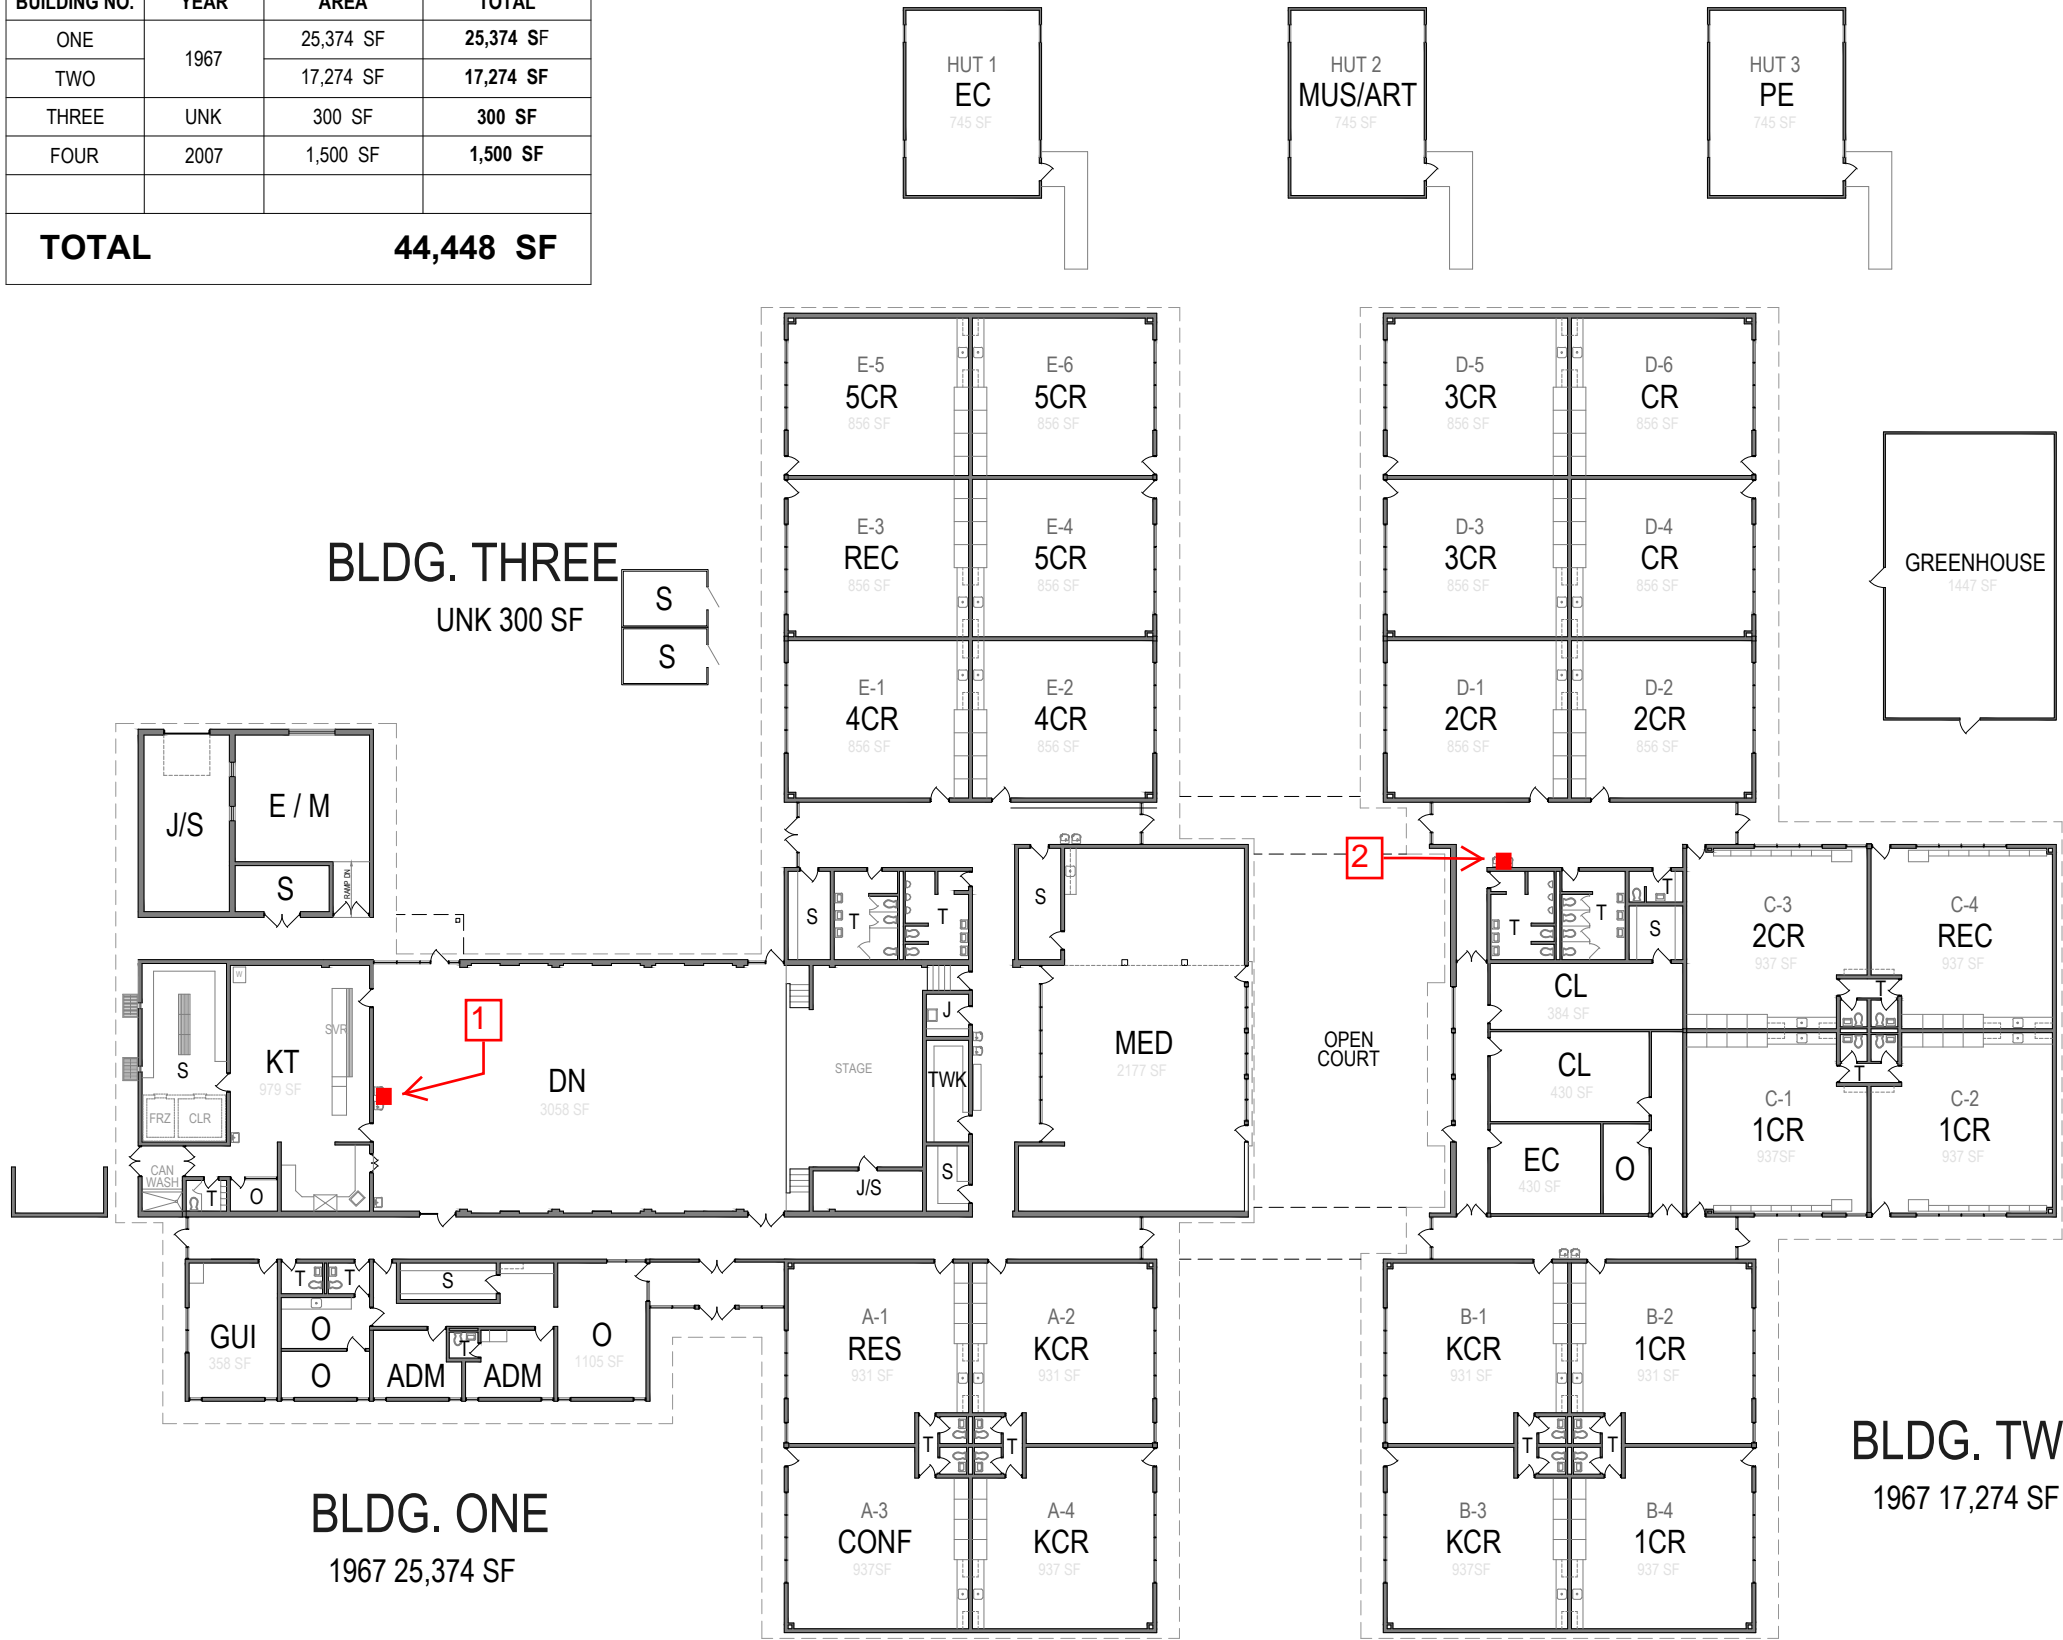 BUILDING NO. YEAR AREA TOTAL
ONE 1967 25,374 SF 25,374 SF
TWO 17,274 SF 17,274 SF
THREE UNK 300 SF 300 SF
FOUR 2007 1,500 SF 1,500 SF
TOTAL 44,448 SF
HUT 1
EC
745 SF
HUT 2
MUS/ART
745 SF
HUT 3
PE
745 SF
E-5
5CR
856 SF
E-6
5CR
856 SF
D-5
3CR
856 SF
D-6
CR
856 SF
BLDG. THREE
UNK 300 SF
S
S
E-3
REC
856 SF
E-4
5CR
856 SF
D-3
3CR
856 SF
D-4
CR
856 SF
GREENHOUSE
1447 SF
E-1
4CR
856 SF
E-2
4CR
856 SF
D-1
2CR
856 SF
D-2
2CR
856 SF
J/S
E / M
S
RAMP DN
S
T
T
S
2
T
T
T
S
C-3
2CR
937 SF
C-4
REC
937 SF
W
SVR
KT
979 SF
S
FRZ
CLR
CAN
WASH
T
O
1
DN
3058 SF
STAGE
J
TWK
S
J/S
MED
2177 SF
OPEN
COURT
CL
384 SF
CL
430 SF
EC
430 SF
O
T
T
C-1
1CR
937SF
C-2
1CR
937 SF
GUI
358 SF
T
T
O
O
S
ADM
T
ADM
O
1105 SF
A-1
RES
931 SF
A-2
KCR
931 SF
T
T
A-3
CONF
937SF
A-4
KCR
937 SF
B-1
KCR
931 SF
B-2
1CR
931 SF
T
T
B-3
KCR
937SF
B-4
1CR
937 SF
BLDG. ONE
1967 25,374 SF
BLDG. TW
1967 17,274 SF